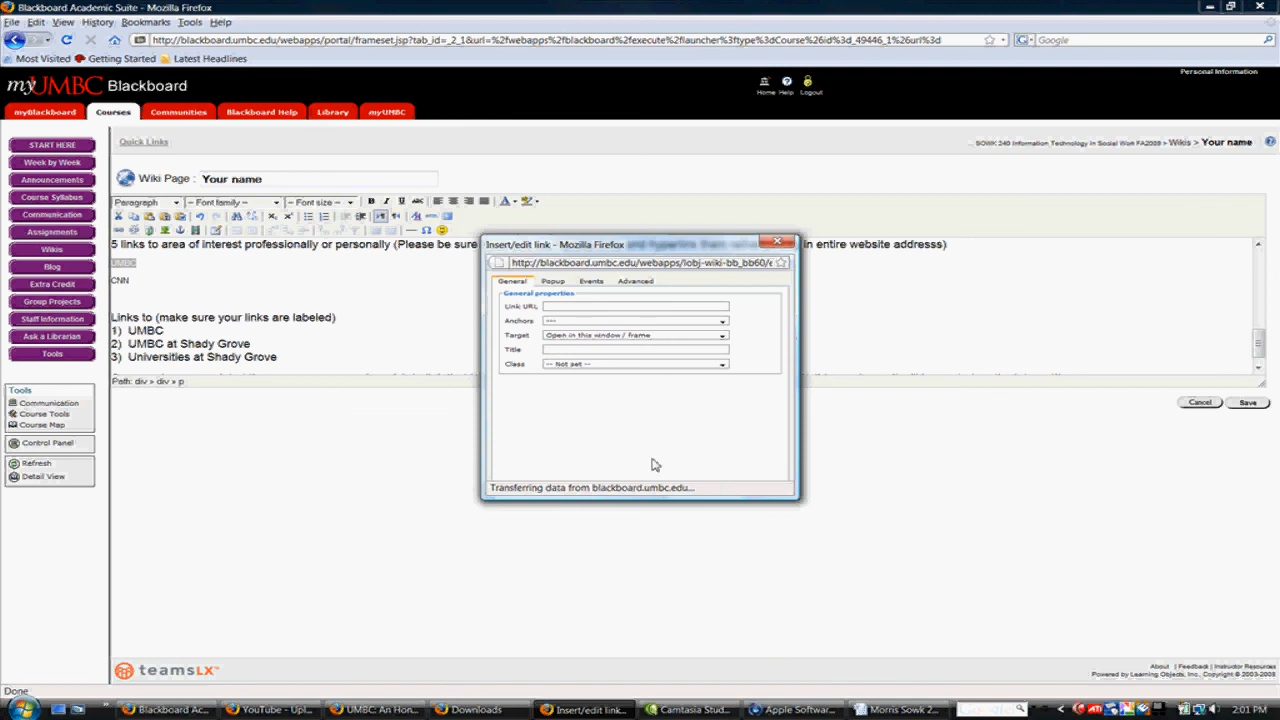 Blackboard Academic Suite - Mozilla Firefox
File Edit View History Bookmarks Tools Help
http://blackboard.umbc.edu/webapps/portal/frameset.jsp?tab_id=_2_1&url=%2fwebapps%2fblackboard%2fexecute%2flauncher%3ftype%3dCourse%26id%3d_49446_1%26url%3d
Google
Most Visited Getting Started Latest Headlines
myUMBC Blackboard
Personal Information
Home Help Logout
myBlackboard Courses Communities Blackboard Help Library myUMBC
START HERE
Week by Week
Announcements
Course Syllabus
Communication
Assignments
Wikis
Blog
Extra Credit
Group Projects
Staff Information
Ask a Librarian
Tools
Tools
Communication
Course Tools
Course Map
Control Panel
Refresh
Detail View
Quick Links
... SOWK 240 Information Technology in Social Work FA2009 > Wikis > Your name
Wiki Page : Your name
Paragraph -- Font family -- -- Font size -- B I U ABC
5 links to area of interest professionally or personally (Please be sure
and hyperlink them
in entire website addresss)
UMBC
CNN
Links to (make sure your links are labeled)
1) UMBC
2) UMBC at Shady Grove
3) Universities at Shady Grove
Path: div » div » p
Cancel Save
Insert/edit link - Mozilla Firefox
http://blackboard.umbc.edu/webapps/lobj-wiki-bb_bb60/e
General Popup Events Advanced
General properties
Link URL
Anchors ---
Target Open in this window / frame
Title
Class -- Not set --
Transferring data from blackboard.umbc.edu...
teamsLX™
About | Feedback | Instructor Resources
Powered by Learning Objects, Inc. Copyright © 2003-2008
Done
Blackboard Ac... YouTube - Upl... UMBC: An Hon... Downloads Insert/edit link... Camtasia Stud... Apple Softwar... Morris Sowk 2... Google 2:01 PM